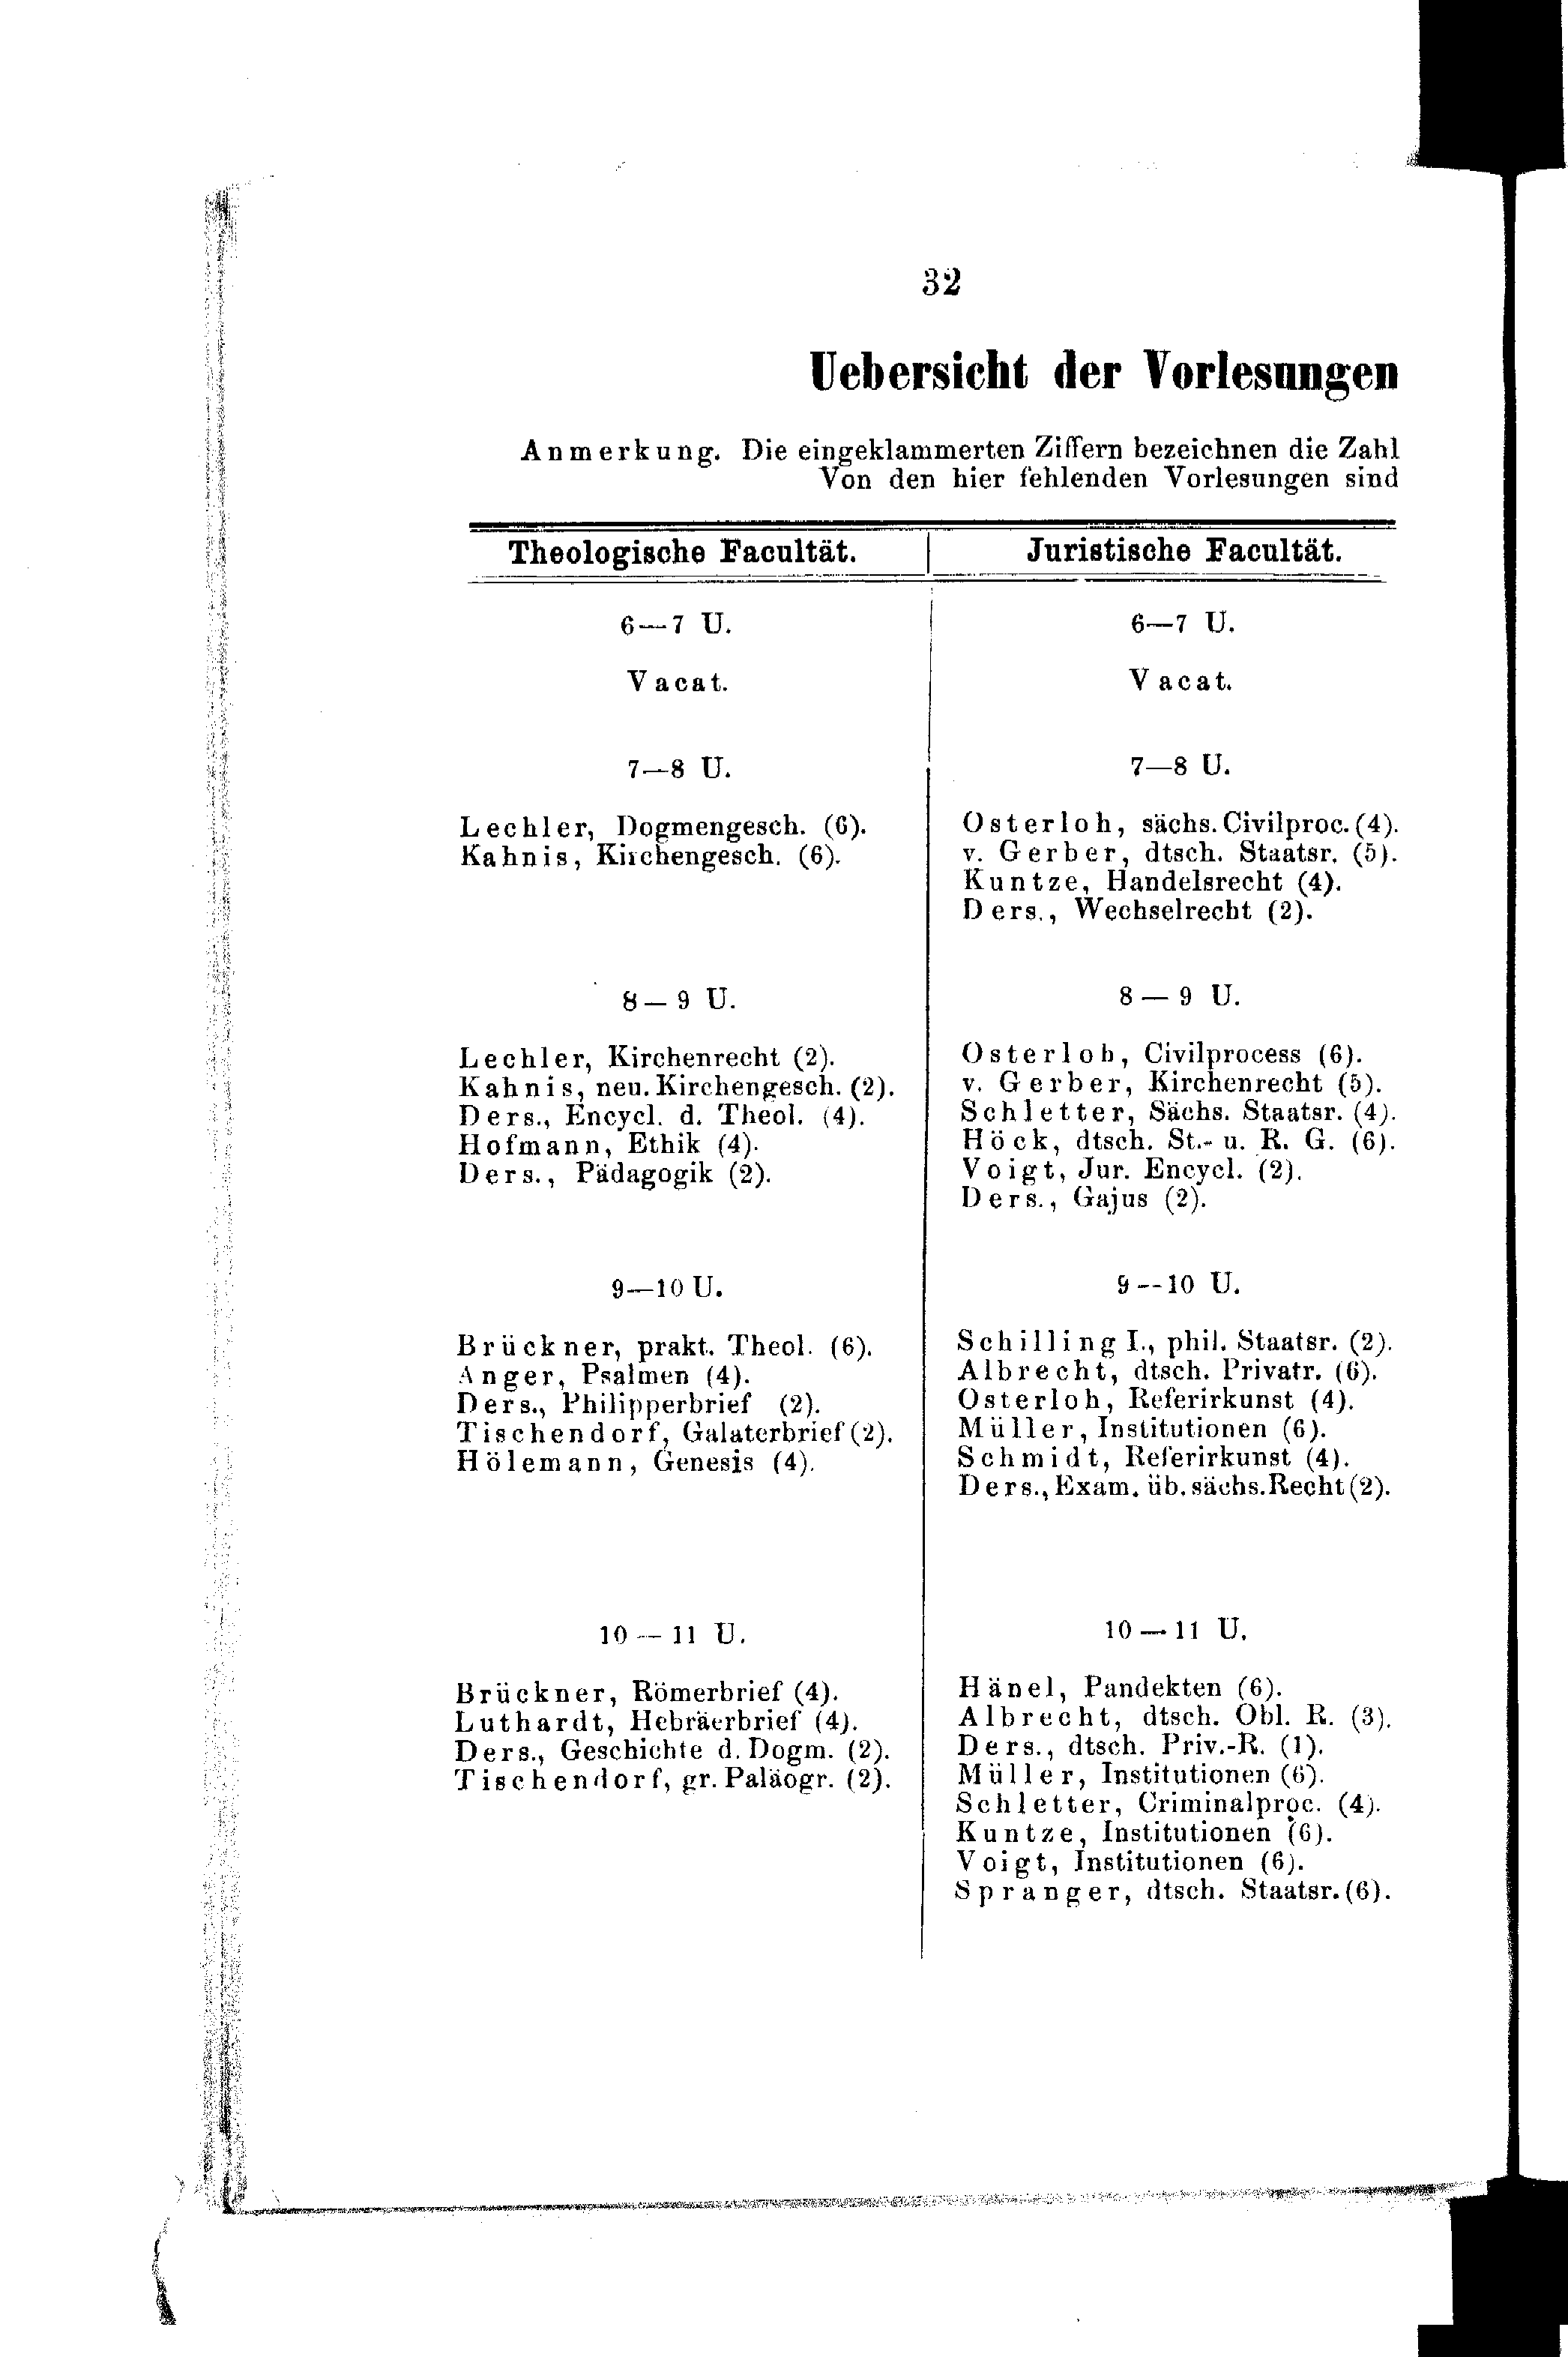 32
Uebersicht der Vorlesungen
Anmerkung. Die eingeklammerten Ziffern bezeichnen die Zahl
Von den hier fehlenden Vorlesungen sind
Theologische Facultät.
6—7 U.
Vacat.
7—8 U.
Lechler, Dogmengesch. (6).
Kahnis, Kirchengesch. (6).
8—9 U.
Lechler, Kirchenrecht (2).
Kahnis, neu. Kirchengesch. (2).
Ders., Encycl. d. Theol. (4).
Hofmann, Ethik (4).
Ders., Pädagogik (2).
9—10 U.
Brückner, prakt. Theol. (6).
Anger, Psalmen (4).
Ders., Philipperbrief (2).
Tischendorf, Galaterbrief (2).
Hölemann, Genesis (4).
10—11 U.
Brückner, Römerbrief (4).
Luthardt, Hebräerbrief (4).
Ders., Geschichte d. Dogm. (2).
Tischendorf, gr. Paläogr. (2).
Juristische Facultät.
6—7 U.
Vacat.
7—8 U.
Osterloh, sächs. Civilproc. (4).
v. Gerber, dtsch. Staatsr. (5).
Kuntze, Handelsrecht (4).
Ders., Wechselrecht (2).
8—9 U.
Osterloh, Civilprocess (6).
v. Gerber, Kirchenrecht (5).
Schletter, Sächs. Staatsr. (4).
Höck, dtsch. St.- u. R. G. (6).
Voigt, Jur. Encycl. (2).
Ders., Gajus (2).
9—10 U.
Schilling I., phil. Staatsr. (2).
Albrecht, dtsch. Privatr. (6).
Osterloh, Referirkunst (4).
Müller, Institutionen (6).
Schmidt, Referirkunst (4).
Ders., Exam. üb. sächs. Recht (2).
10—11 U.
Hänel, Pandekten (6).
Albrecht, dtsch. Obl. R. (3).
Ders., dtsch. Priv.-R. (1).
Müller, Institutionen (6).
Schletter, Criminalproc. (4).
Kuntze, Institutionen (6).
Voigt, Institutionen (6).
Spranger, dtsch. Staatsr. (6).